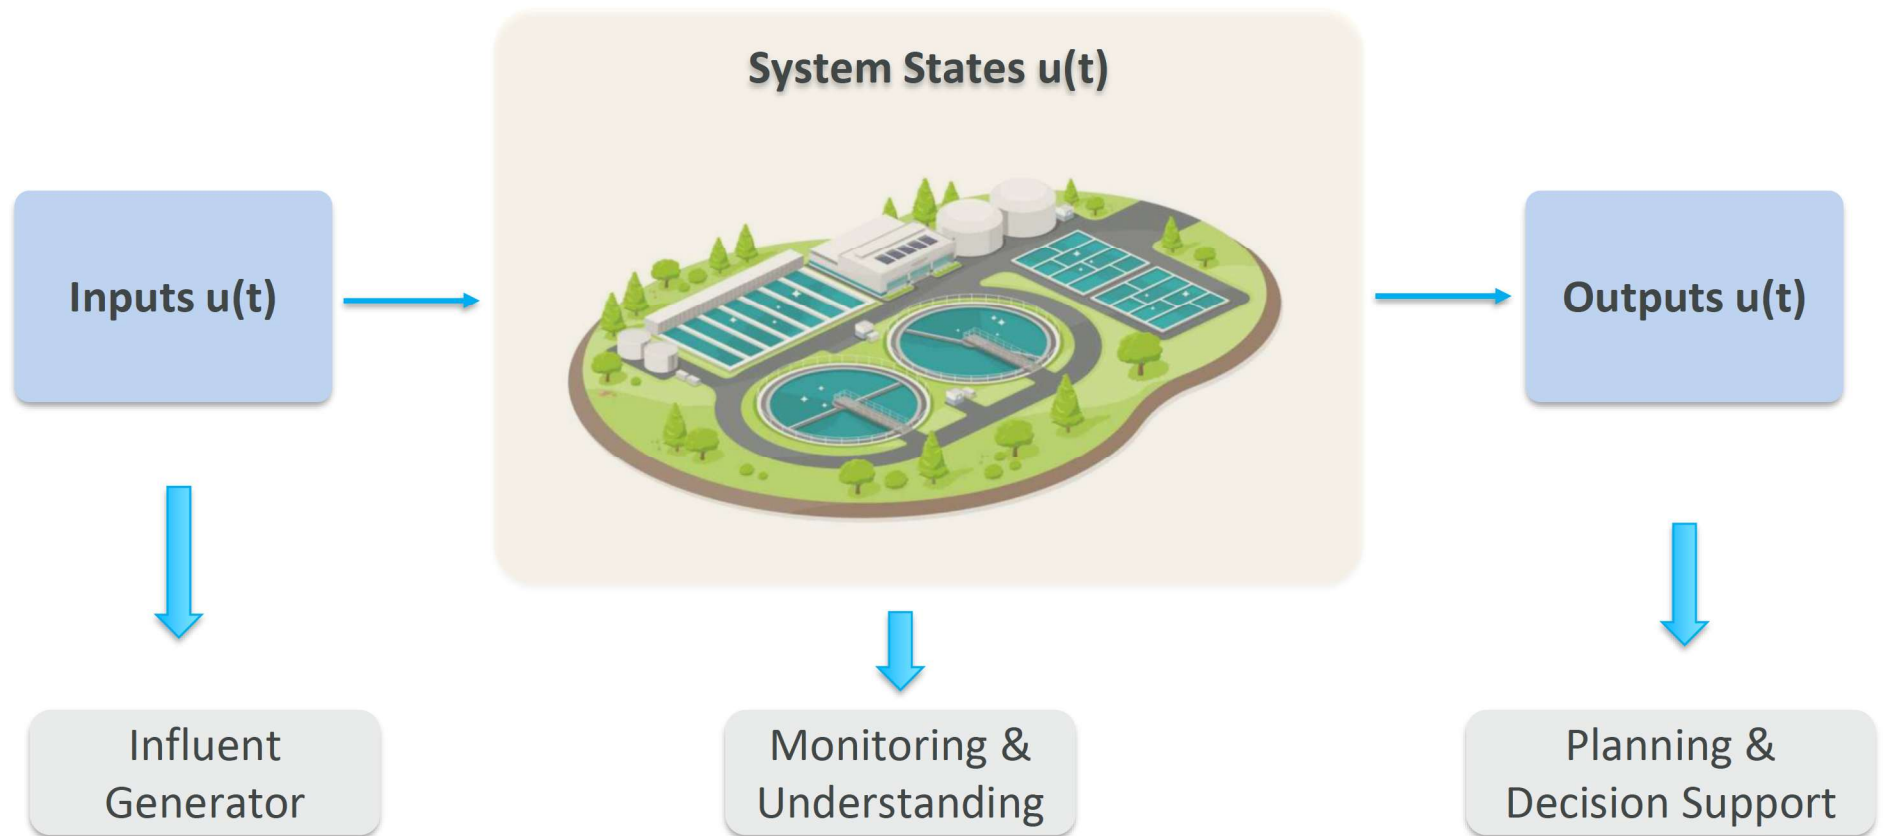 System States u(t)
Inputs u(t)
Outputs u(t)
Influent
Generator
Monitoring &
Understanding
Planning &
Decision Support